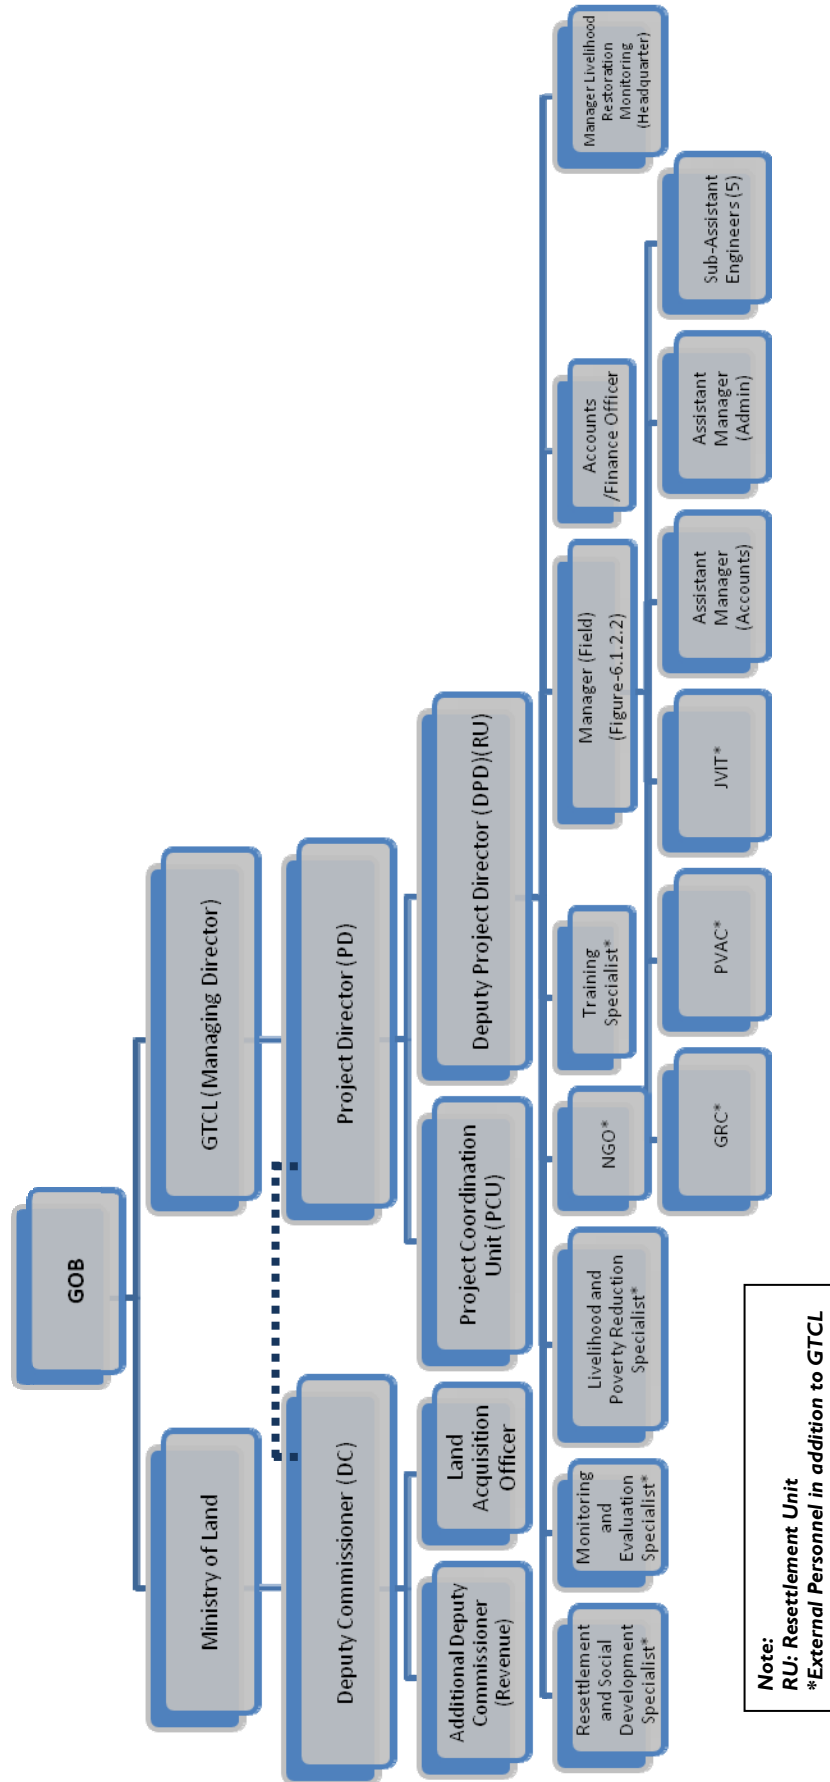 GOB
Ministry of Land
GTCL (Managing Director)
Deputy Commissioner (DC)
Project Director (PD)
Additional Deputy
Commissioner
(Revenue)
Land
Acquisition
Officer
Project Coordination
Unit (PCU)
Deputy Project Director (DPD)(RU)
Resettlement
and Social
Development
Specialist*
Monitoring
and
Evaluation
Specialist*
Livelihood and
Poverty Reduction
Specialist*
NGO*
Training
Specialist*
Manager (Field)
(Figure-6.1.2.2)
Accounts
/Finance Officer
Manager Livelihood
Restoration
Monitoring
(Headquarter)
GRC*
PVAC*
JVIT*
Assistant
Manager
(Accounts)
Assistant
Manager
(Admin)
Sub-Assistant
Engineers (5)
Note:
RU: Resettlement Unit
*External Personnel in addition to GTCL